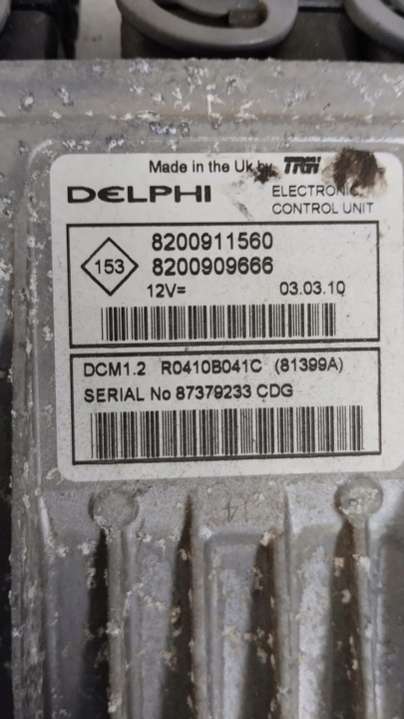 Made in the Uk by TRW
DELPHI
ELECTRONIC
CONTROL UNIT
153
8200911560
8200909666
12V= 03.03.10
DCM1.2 R0410B041C (81399A)
SERIAL No 87379233 CDG